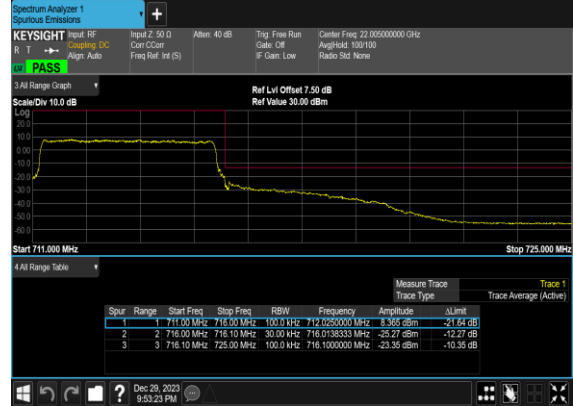 Spectrum Analyzer 1
Spurious Emissions
+
KEYSIGHT Input: RF Input Z: 50 Ω Atten: 40 dB Trig: Free Run Center Freq: 22.005000000 GHz
R T Coupling: DC Corr CCorr Gate: Off Avg|Hold: 100/100
Align: Auto Freq Ref: Int (S) IF Gain: Low Radio Std: None
PASS
3 All Range Graph
Ref Lvl Offset 7.50 dB
Scale/Div 10.0 dB Ref Value 30.00 dBm
Log
20.0
10.0
0.00
-10.0
-20.0
-30.0
-40.0
-50.0
-60.0
Start 711.000 MHz Stop 725.000 MHz
4 All Range Table
Measure Trace Trace 1
Trace Type Trace Average (Active)
Spur Range Start Freq Stop Freq RBW Frequency Amplitude ΔLimit
1 1 711.00 MHz 716.00 MHz 100.0 kHz 712.0250000 MHz 8.365 dBm -21.64 dB
2 2 716.00 MHz 716.10 MHz 30.00 kHz 716.0138333 MHz -25.27 dBm -12.27 dB
3 3 716.10 MHz 725.00 MHz 100.0 kHz 716.1000000 MHz -23.35 dBm -10.35 dB
? Dec 29, 2023
9:53:23 PM